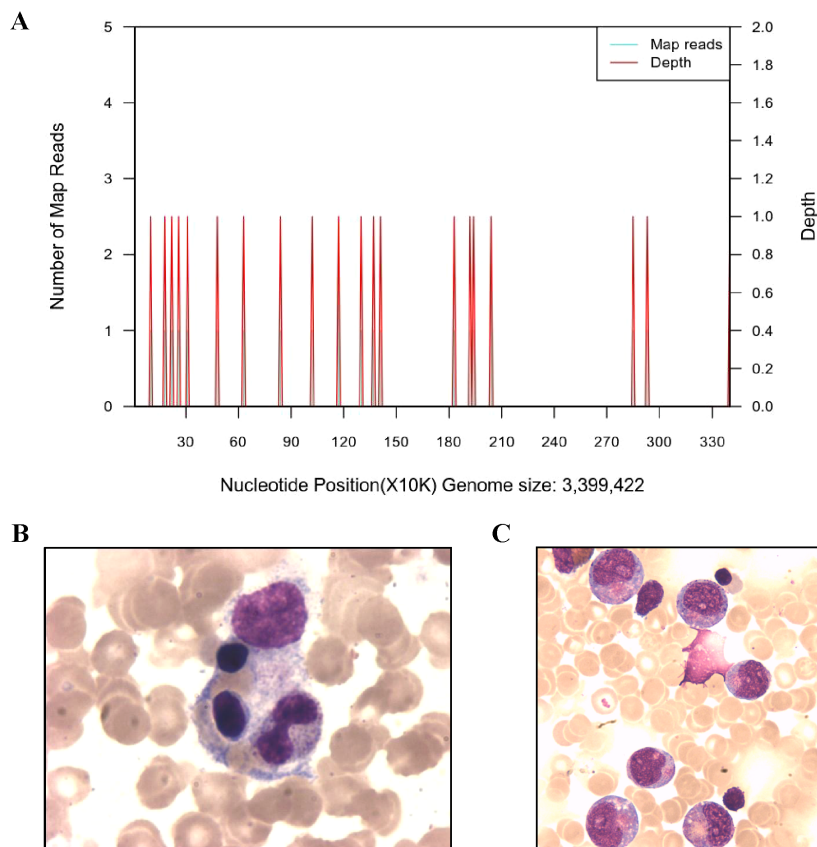 A
5
4
3
2
1
0
Number of Map Reads
2.0
1.8
1.6
1.4
1.2
1.0
0.8
0.6
0.4
0.2
0.0
Depth
Map reads
Depth
30 60 90 120 150 180 210 240 270 300 330
Nucleotide Position(X10K) Genome size: 3,399,422
B
C